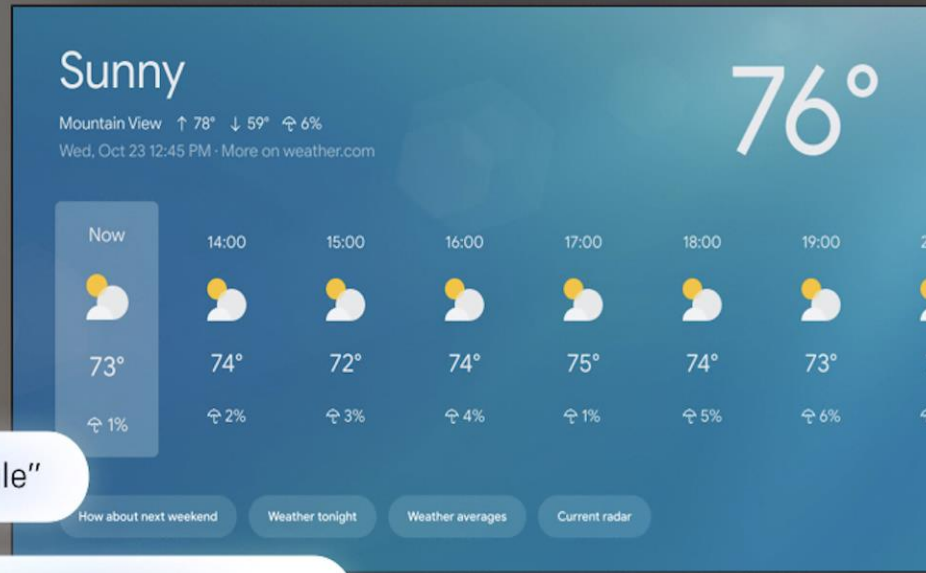 Sunny
76°
Mountain View ↑ 78° ↓ 59° 6%
Wed, Oct 23 12:45 PM · More on weather.com
Now 14:00 15:00 16:00 17:00 18:00 19:00
73° 74° 72° 74° 75° 74° 73°
1% 2% 3% 4% 1% 5% 6%
le”
How about next weekend Weather tonight Weather averages Current radar